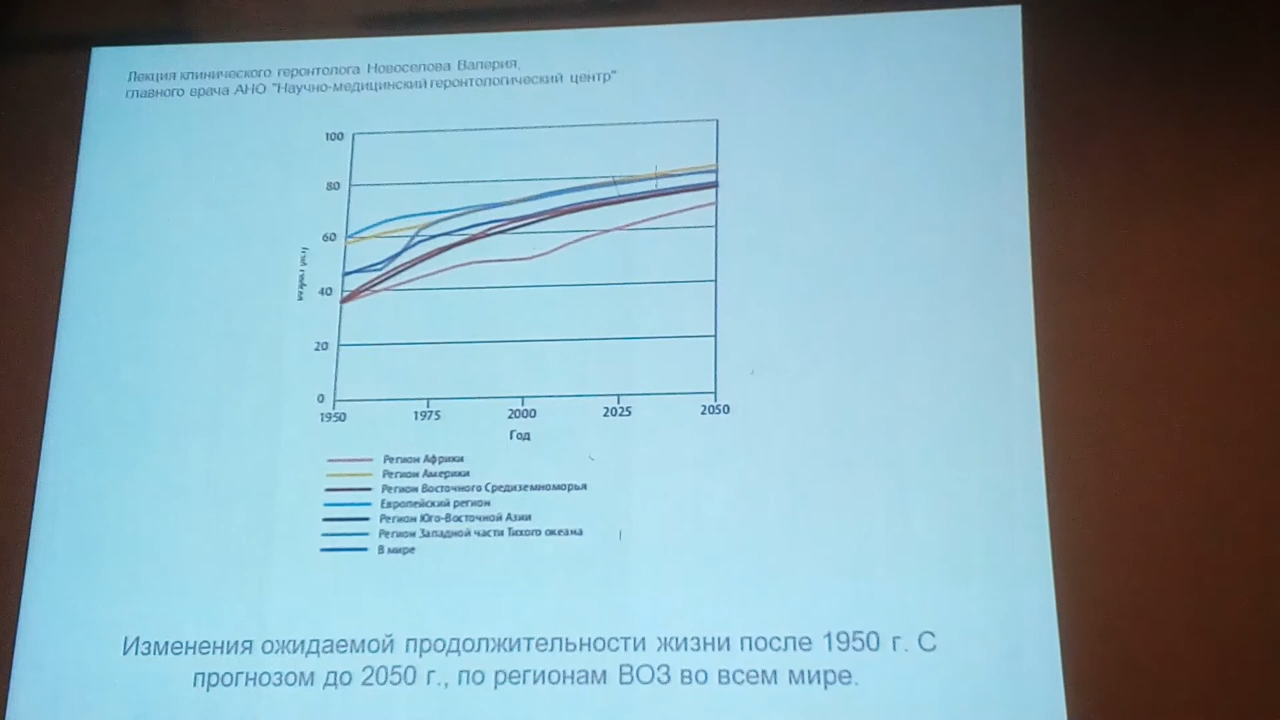 Лекция клинического геронтолога Новоселова Валерия,
главного врача АНО "Научно-медицинский геронтологический центр"
100
80
60
40
20
0
1950 1975 2000 2025 2050
Год
Регион Африки
Регион Америки
Регион Восточного Средиземноморья
Европейский регион
Регион Юго-Восточной Азии
Регион Западной части Тихого океана
В мире
Изменения ожидаемой продолжительности жизни после 1950 г. С
прогнозом до 2050 г., по регионам ВОЗ во всем мире.